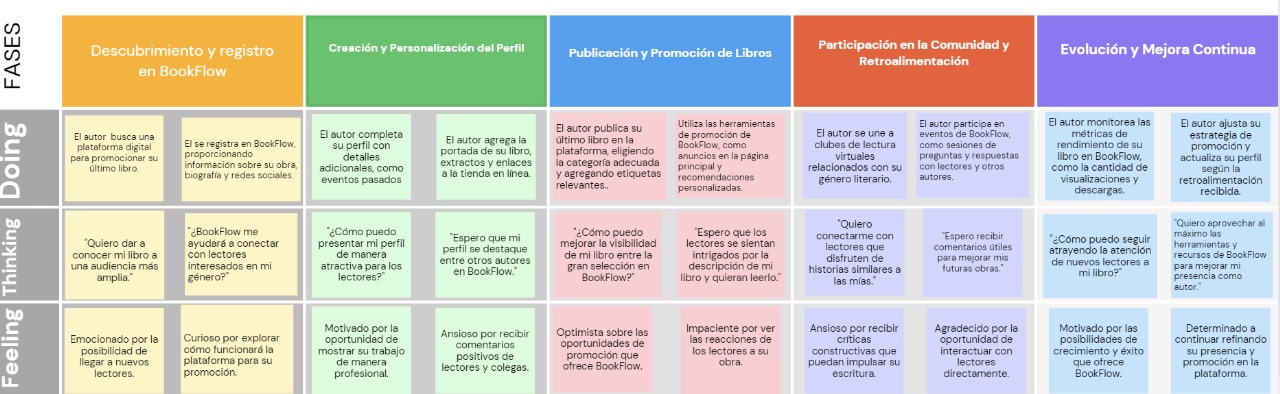 FASES
Descubrimiento y registro
en BookFlow
Creación y Personalización del Perfil
Publicación y Promoción de Libros
Participación en la Comunidad y
Retroalimentación
Evolución y Mejora Continua
Doing
El autor busca una
plataforma digital
para promocionar su
último libro.
El se registra en BookFlow,
proporcionando
información sobre su obra,
biografía y redes sociales.
El autor completa
su perfil con
detalles
adicionales, como
eventos pasados
El autor agrega la
portada de su libro,
extractos y enlaces
a la tienda en línea.
El autor publica su
último libro en la
plataforma, eligiendo
la categoría adecuada
y agregando etiquetas
relevantes..
Utiliza las herramientas
de promoción de
BookFlow, como
anuncios en la página
principal y
recomendaciones
personalizadas.
El autor se une a
clubes de lectura
virtuales
relacionados con su
género literario.
El autor participa en
eventos de BookFlow,
como sesiones de
preguntas y respuestas
con lectores y otros
autores.
El autor monitorea las
métricas de
rendimiento de su
libro en BookFlow,
como la cantidad de
visualizaciones y
descargas.
El autor ajusta su
estrategia de
promoción y
actualiza su perfil
según la
retroalimentación
recibida.
Thinking
"Quiero dar a
conocer mi libro a
una audiencia más
amplia."
"¿BookFlow me
ayudará a conectar
con lectores
interesados en mi
género?"
"¿Cómo puedo
presentar mi perfil
de manera
atractiva para los
lectores?"
"Espero que mi
perfil se destaque
entre otros autores
en BookFlow."
"¿Cómo puedo
mejorar la visibilidad
de mi libro entre la
gran selección en
BookFlow?"
"Espero que los
lectores se sientan
intrigados por la
descripción de mi
libro y quieran leerlo."
"Quiero
conectarme con
lectores que
disfruten de
historias similares a
las mías."
"Espero recibir
comentarios útiles
para mejorar mis
futuras obras."
"¿Cómo puedo seguir
atrayendo la atención
de nuevos lectores a
mi libro?"
"Quiero aprovechar al
máximo las
herramientas y
recursos de BookFlow
para mejorar mi
presencia como
autor."
Feeling
Emocionado por la
posibilidad de
llegar a nuevos
lectores.
Curioso por explorar
cómo funcionará la
plataforma para su
promoción.
Motivado por la
oportunidad de
mostrar su trabajo
de manera
profesional.
Ansioso por recibir
comentarios
positivos de
lectores y colegas.
Optimista sobre las
oportunidades de
promoción que
ofrece BookFlow.
Impaciente por ver
las reacciones de
los lectores a su
obra.
Ansioso por recibir
críticas
constructivas que
puedan impulsar su
escritura.
Agradecido por la
oportunidad de
interactuar con
lectores
directamente.
Motivado por las
posibilidades de
crecimiento y éxito
que ofrece
BookFlow.
Determinado a
continuar refinando
su presencia y
promoción en la
plataforma.